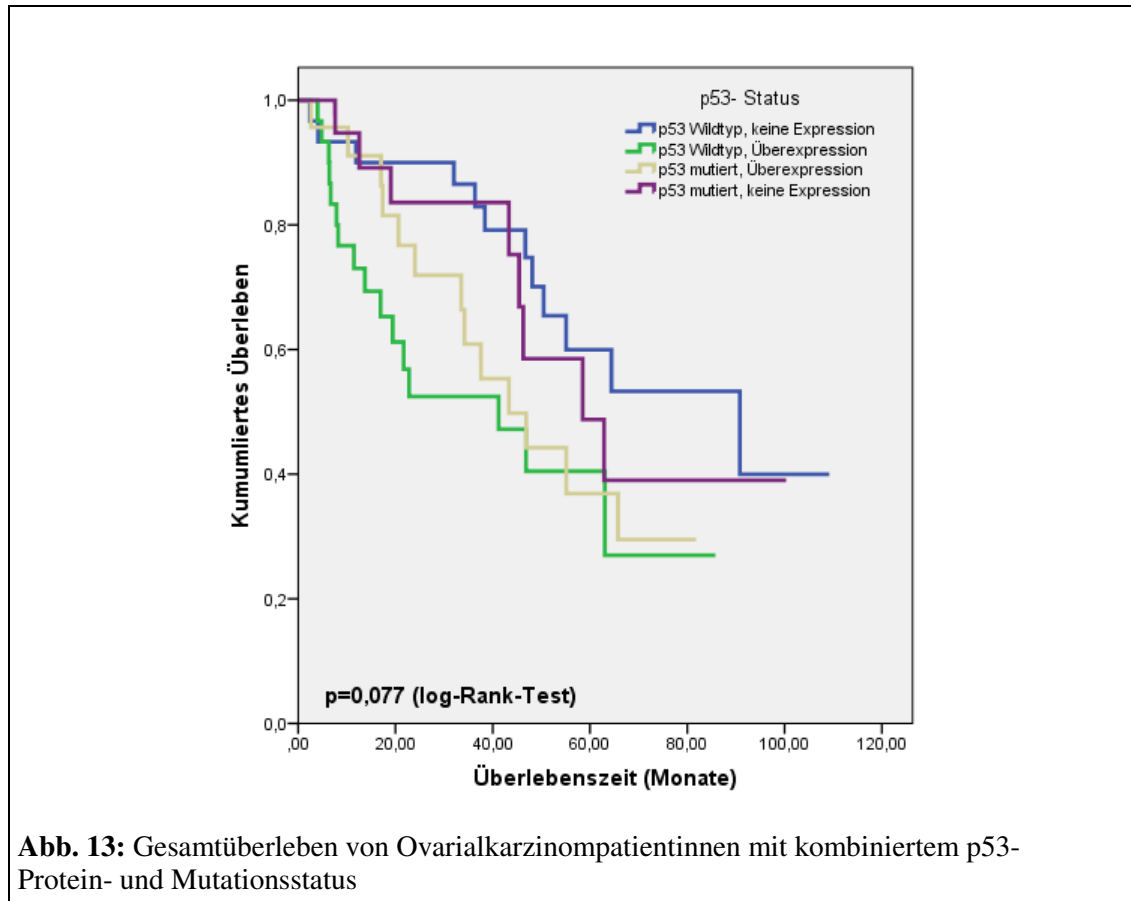 p53- Status
p53 Wildtyp, keine Expression
p53 Wildtyp, Überexpression
p53 mutiert, Überexpression
p53 mutiert, keine Expression
Kumumliertes Überleben
1,0
0,8
0,6
0,4
0,2
0,0
p=0,077 (log-Rank-Test)
,00 20,00 40,00 60,00 80,00 100,00 120,00
Überlebenszeit (Monate)
Abb. 13: Gesamtüberleben von Ovarialkarzinompatientinnen mit kombiniertem p53-
Protein- und Mutationsstatus